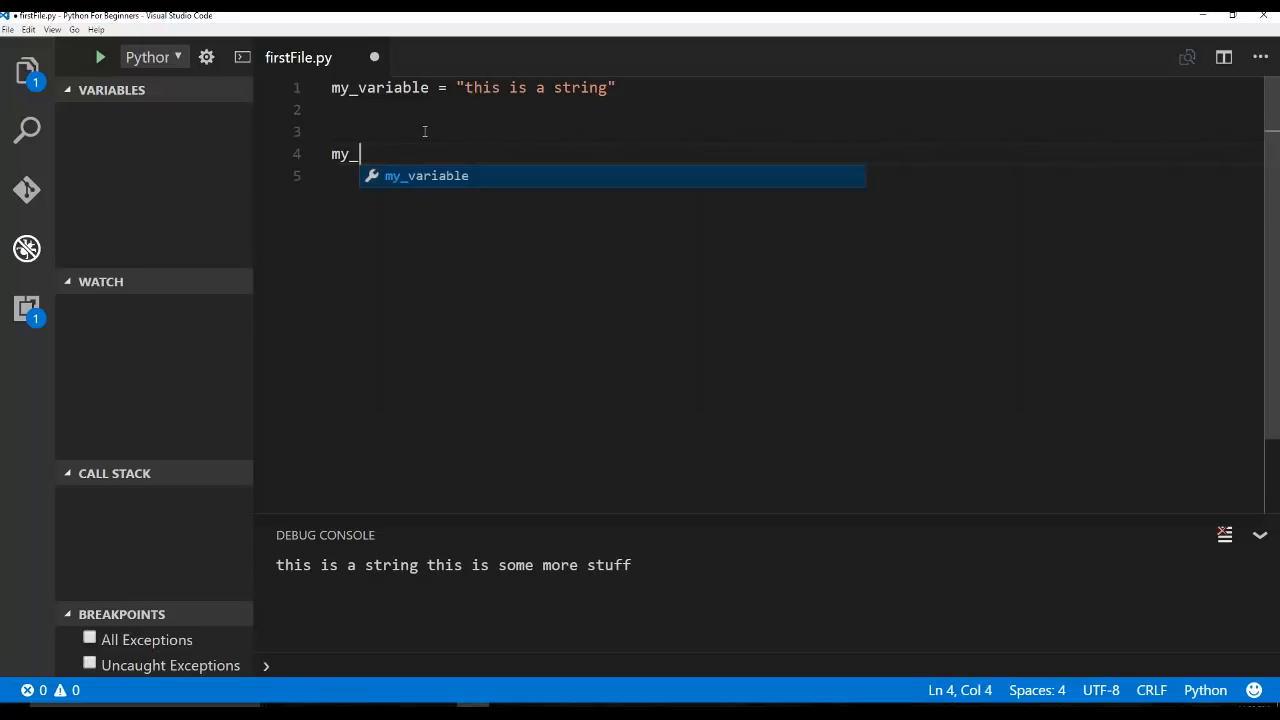 ● firstFile.py - Python For Beginners - Visual Studio Code
File Edit View Go Help
Python
firstFile.py
VARIABLES
1 my_variable = "this is a string"
2
3
4 my_
my_variable
5
WATCH
CALL STACK
DEBUG CONSOLE
this is a string this is some more stuff
BREAKPOINTS
All Exceptions
Uncaught Exceptions
1
1
0 0 Ln 4, Col 4 Spaces: 4 UTF-8 CRLF Python